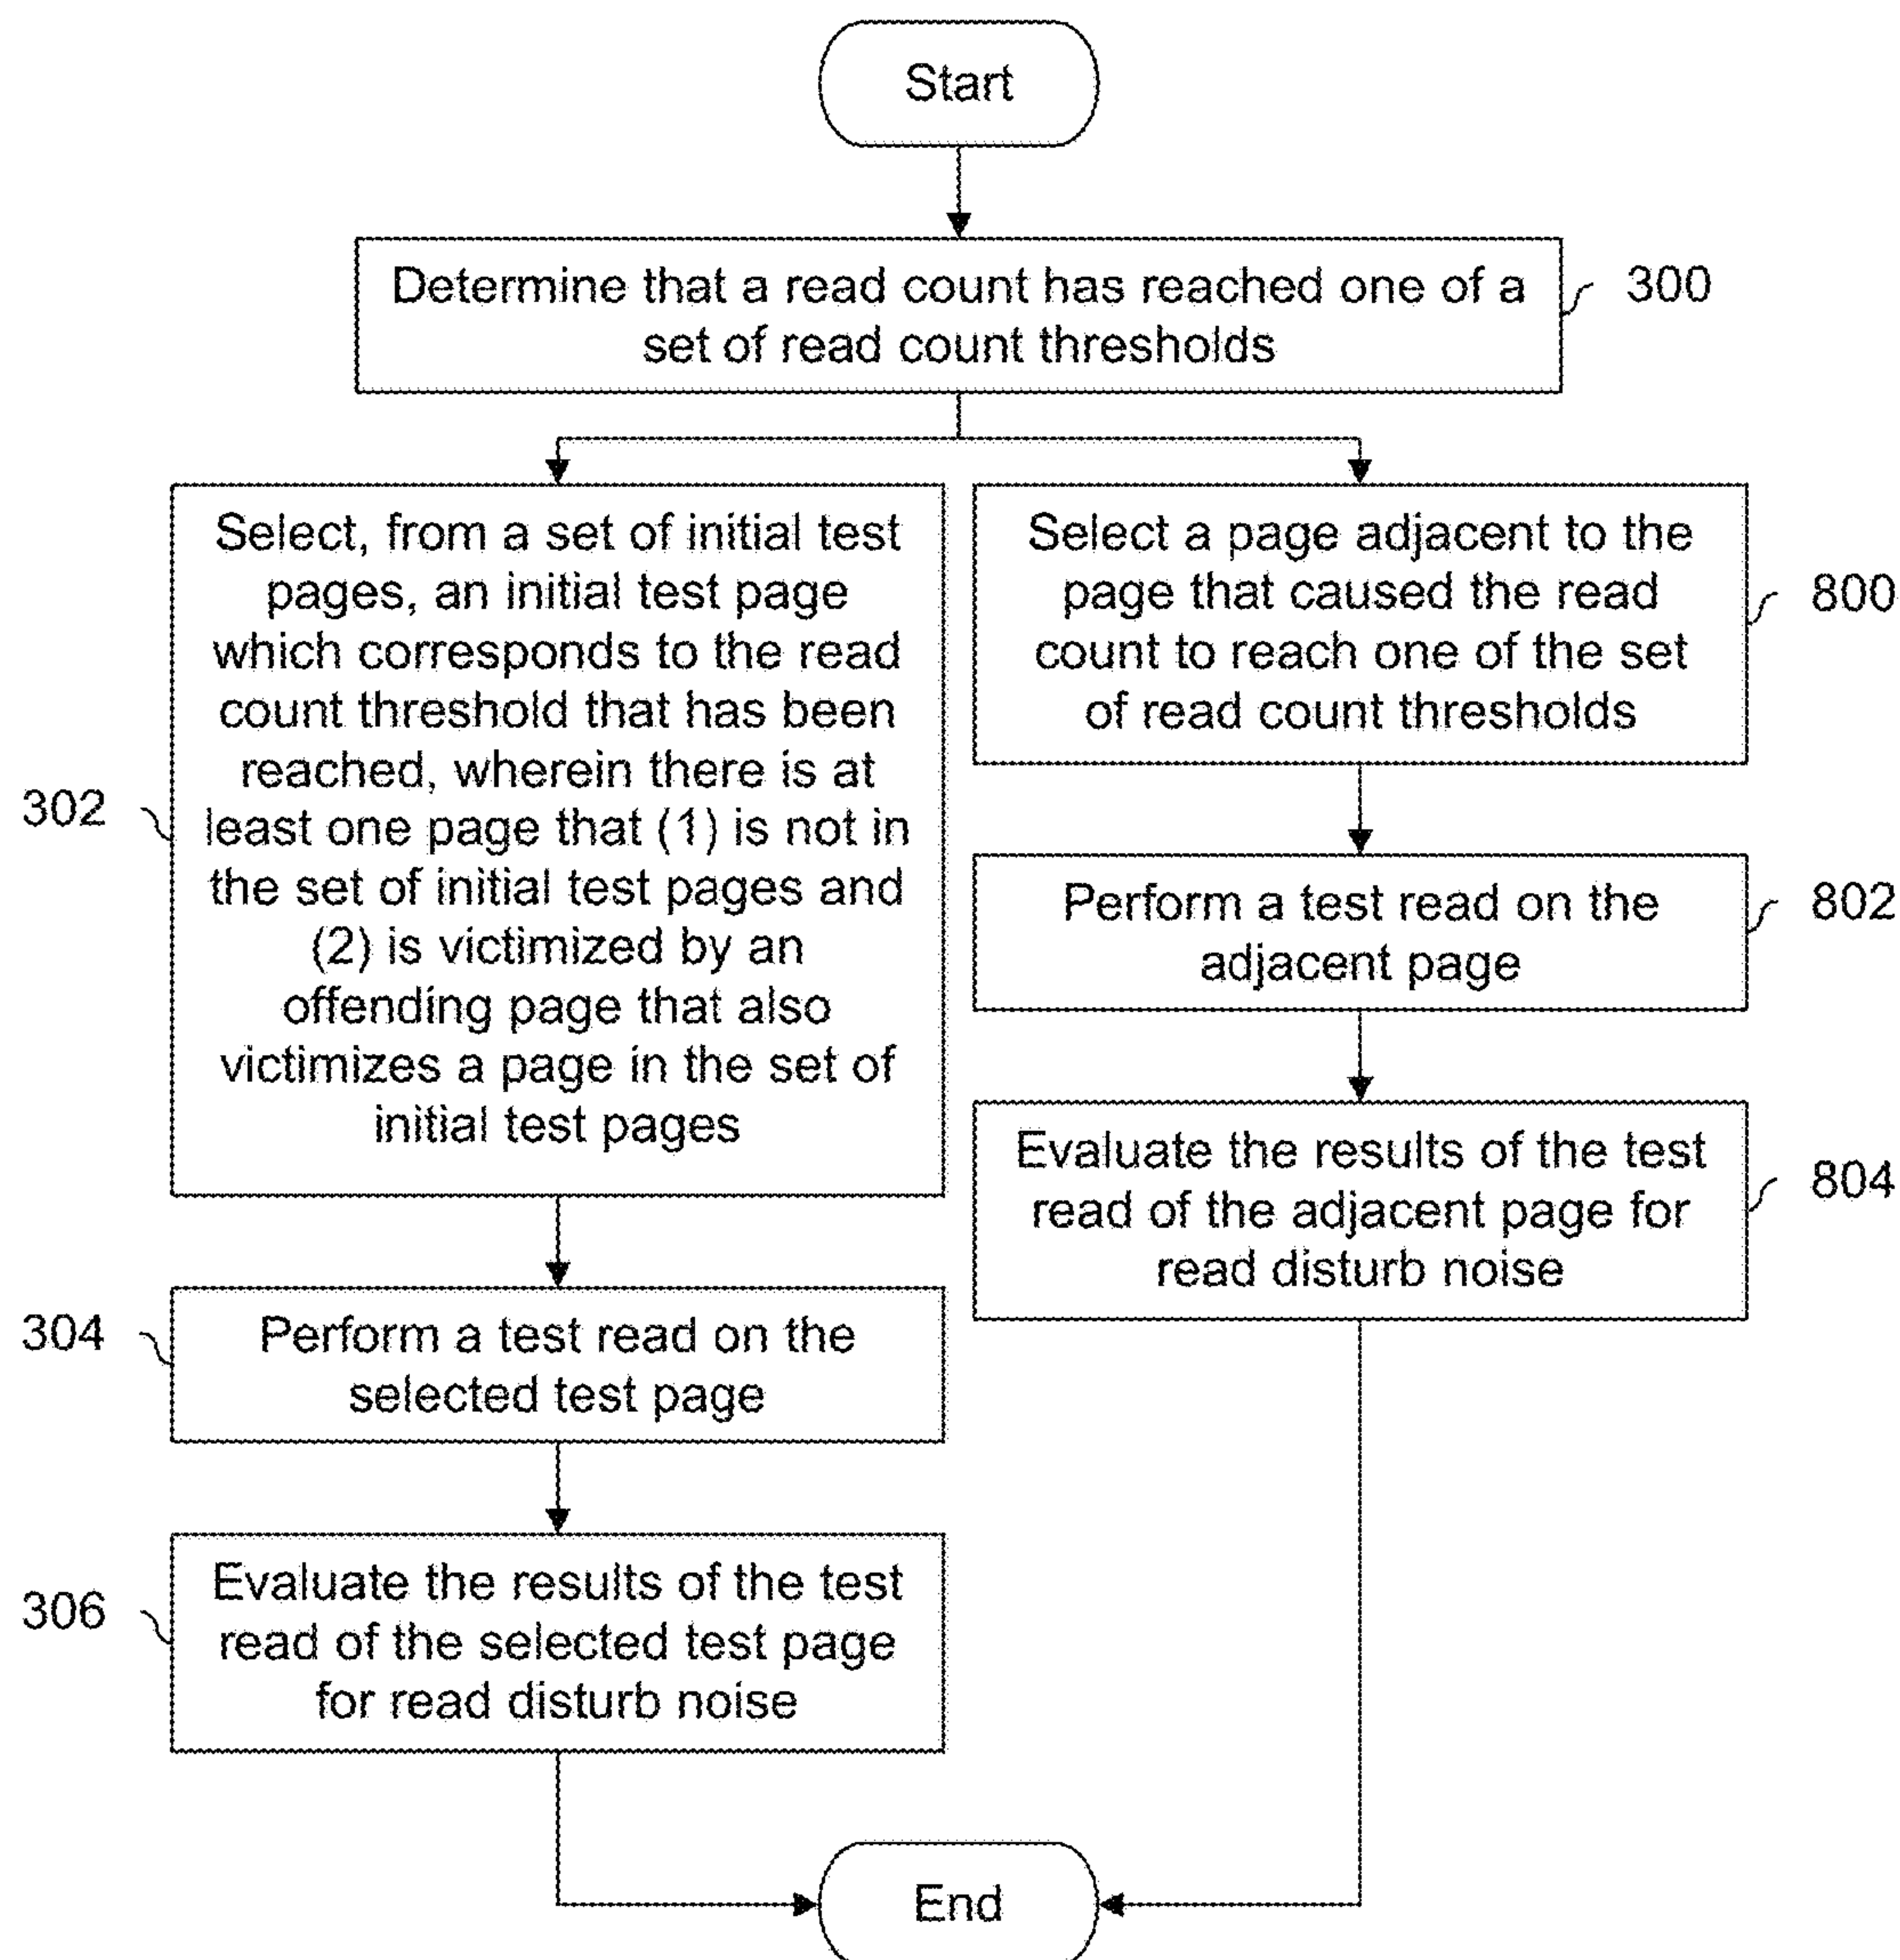 Start
Determine that a read count has reached one of a
set of read count thresholds
300
Select, from a set of initial test
pages, an initial test page
which corresponds to the read
count threshold that has been
reached, wherein there is at
least one page that (1) is not in
the set of initial test pages and
(2) is victimized by an
offending page that also
victimizes a page in the set of
initial test pages
302
Perform a test read on the
selected test page
304
Evaluate the results of the test
read of the selected test page
for read disturb noise
306
Select a page adjacent to the
page that caused the read
count to reach one of the set
of read count thresholds
800
Perform a test read on the
adjacent page
802
Evaluate the results of the test
read of the adjacent page for
read disturb noise
804
End